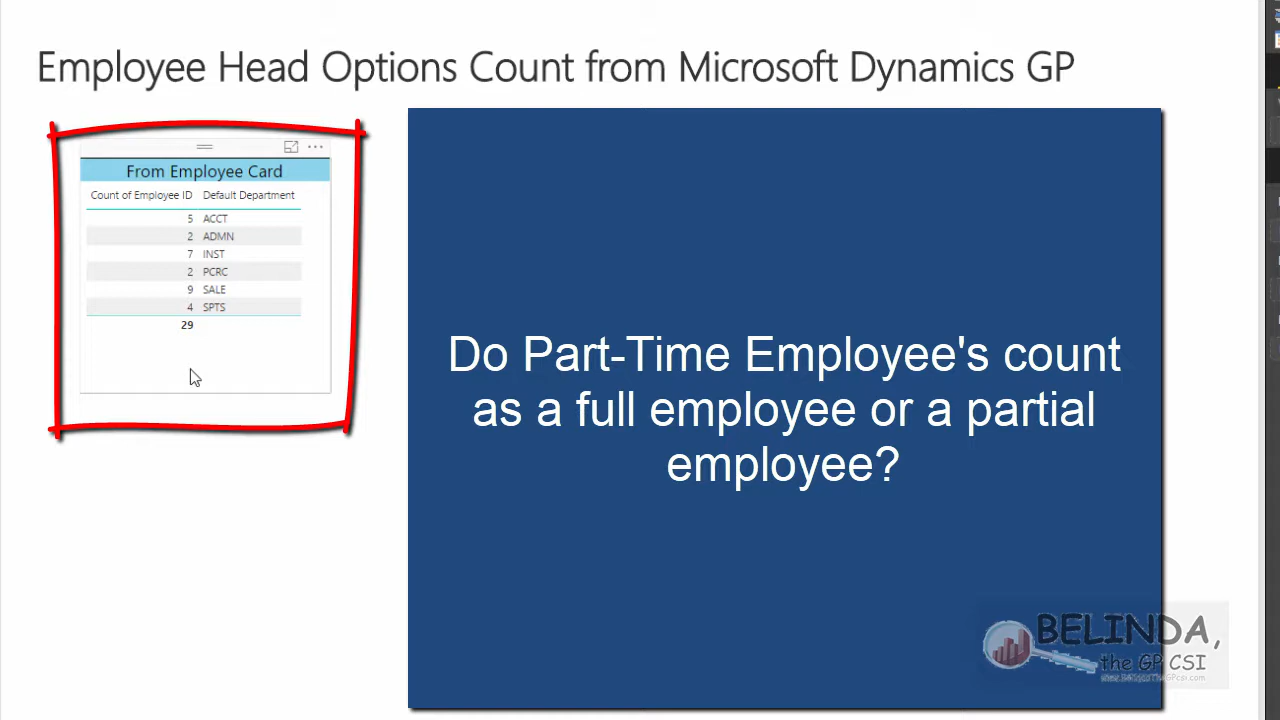 Employee Head Options Count from Microsoft Dynamics GP
From Employee Card
Count of Employee ID Default Department
5 ACCT
2 ADMN
7 INST
2 PCRC
9 SALE
4 SPTS
29
Do Part-Time Employee's count
as a full employee or a partial
employee?
BELINDA,
the GP CSI